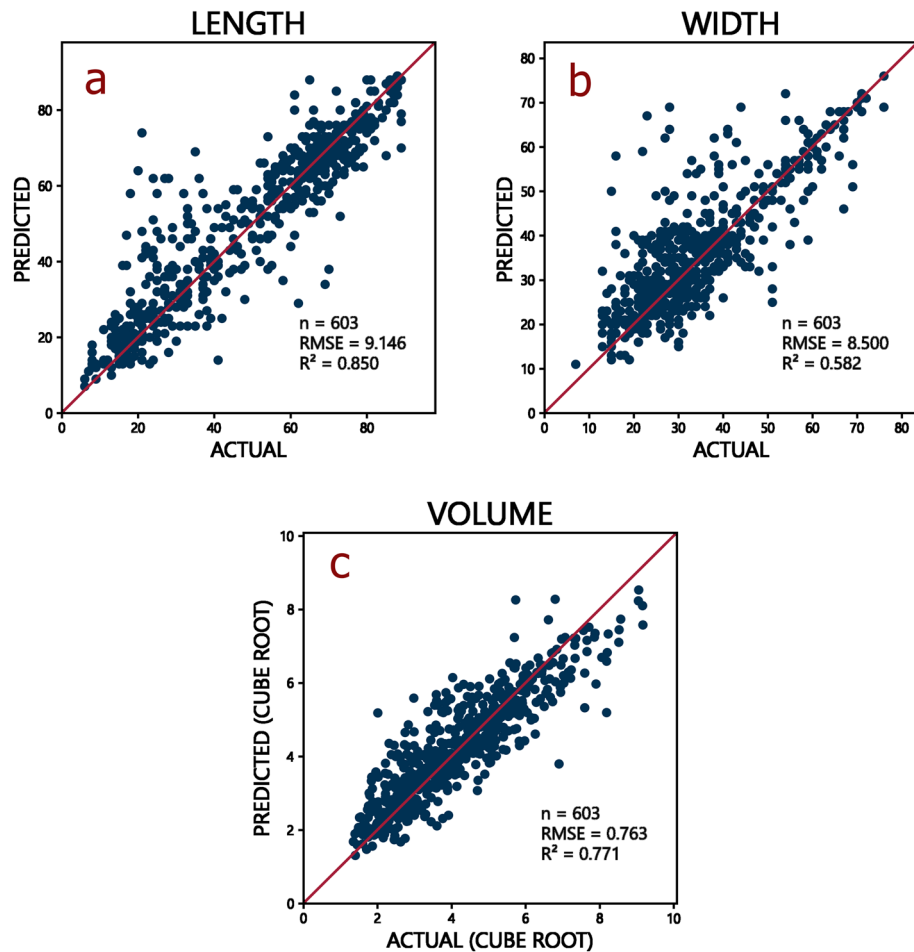 LENGTH
a
PREDICTED
80
60
40
20
0
n = 603
RMSE = 9.146
R² = 0.850
0 20 40 60 80
ACTUAL
WIDTH
b
PREDICTED
80
70
60
50
40
30
20
10
0
n = 603
RMSE = 8.500
R² = 0.582
0 10 20 30 40 50 60 70 80
ACTUAL
VOLUME
c
PREDICTED (CUBE ROOT)
10
8
6
4
2
0
n = 603
RMSE = 0.763
R² = 0.771
0 2 4 6 8 10
ACTUAL (CUBE ROOT)